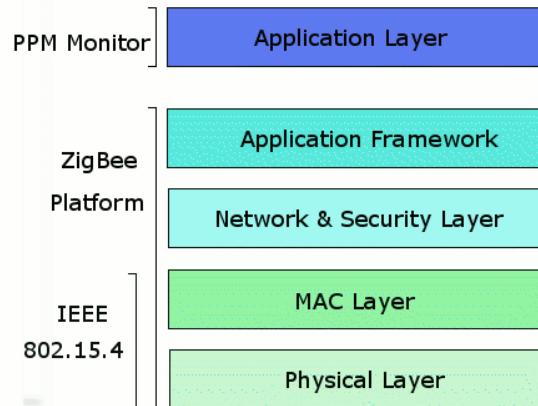 PPM Monitor
Application Layer
ZigBee
Platform
Application Framework
Network & Security Layer
IEEE
802.15.4
MAC Layer
Physical Layer